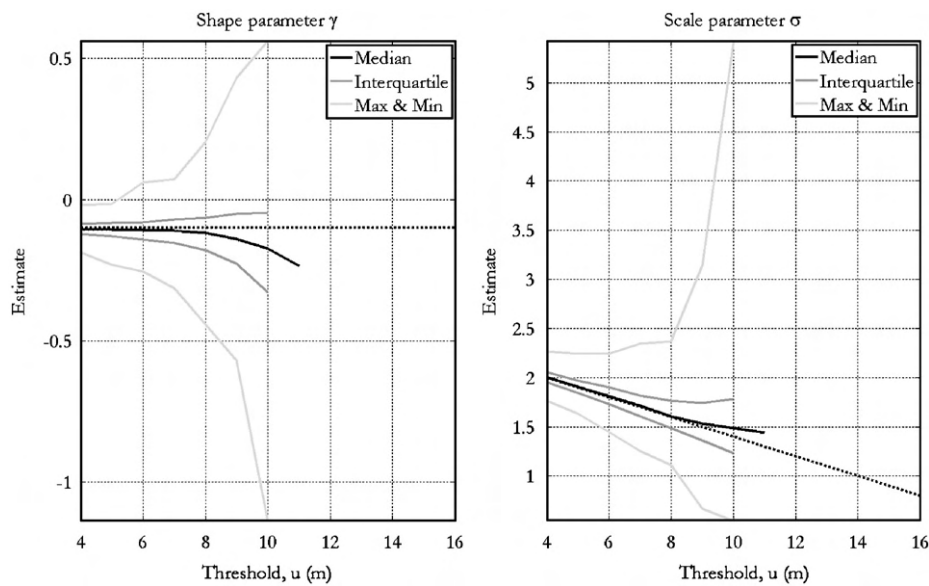 Shape parameter γ
0.5
0
-0.5
-1
Estimate
Median
Interquartile
Max & Min
4
6
8
10
12
14
16
Threshold, u (m)
Scale parameter σ
5
4.5
4
3.5
3
2.5
2
1.5
1
Estimate
Median
Interquartile
Max & Min
4
6
8
10
12
14
16
Threshold, u (m)